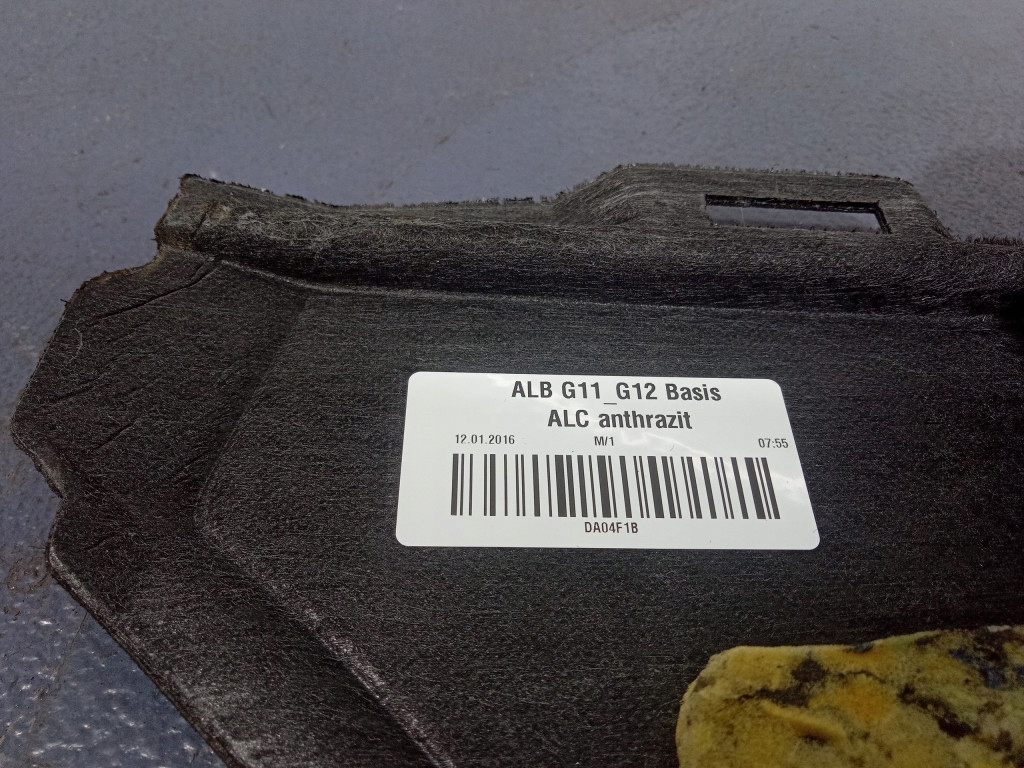 ALB G11_G12 Basis
ALC anthrazit
12.01.2016 M/1 07:55
DA04F1B